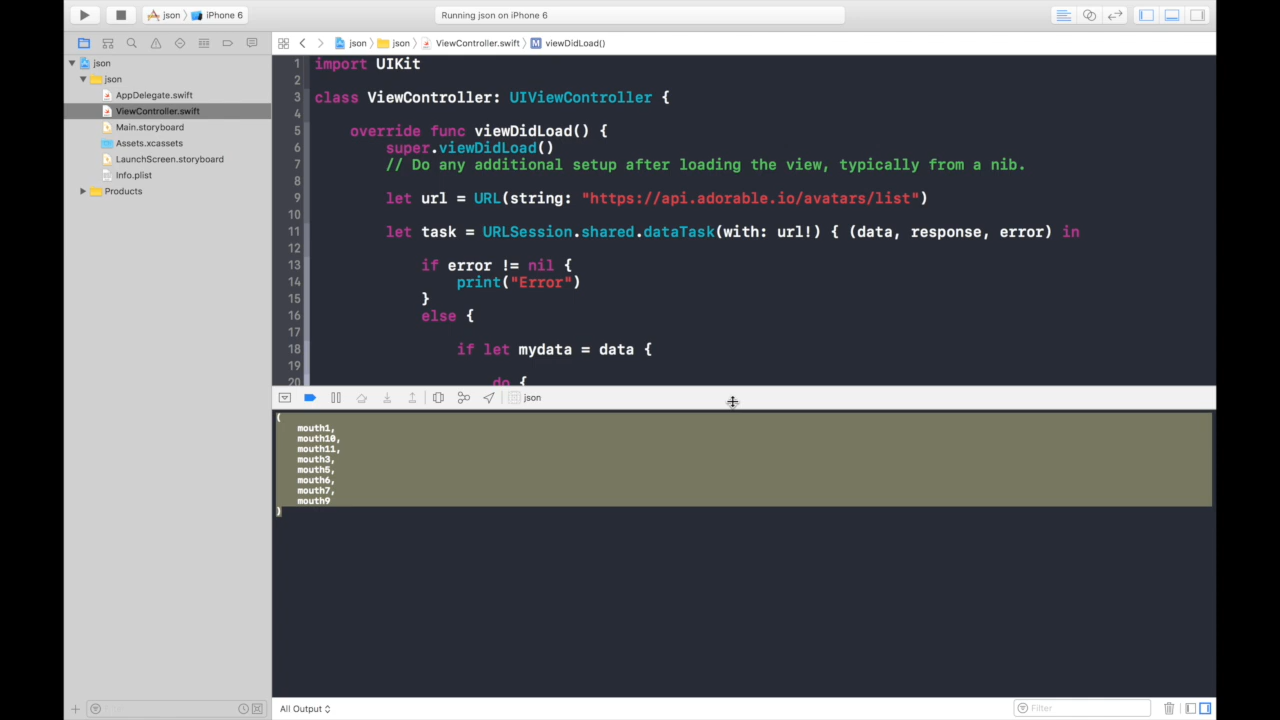 json
iPhone 6
Running json on iPhone 6
json
json
ViewController.swift
M
viewDidLoad()
json
json
AppDelegate.swift
ViewController.swift
Main.storyboard
Assets.xcassets
LaunchScreen.storyboard
Info.plist
Products
1 import UIKit
2
3 class ViewController: UIViewController {
4
5 override func viewDidLoad() {
6 super.viewDidLoad()
7 // Do any additional setup after loading the view, typically from a nib.
8
9 let url = URL(string: "https://api.adorable.io/avatars/list")
10
11 let task = URLSession.shared.dataTask(with: url!) { (data, response, error) in
12
13 if error != nil {
14 print("Error")
15 }
16 else {
17
18 if let mydata = data {
19
20 do {
json
(
mouth1,
mouth10,
mouth11,
mouth3,
mouth5,
mouth6,
mouth7,
mouth9
)
All Output
Filter